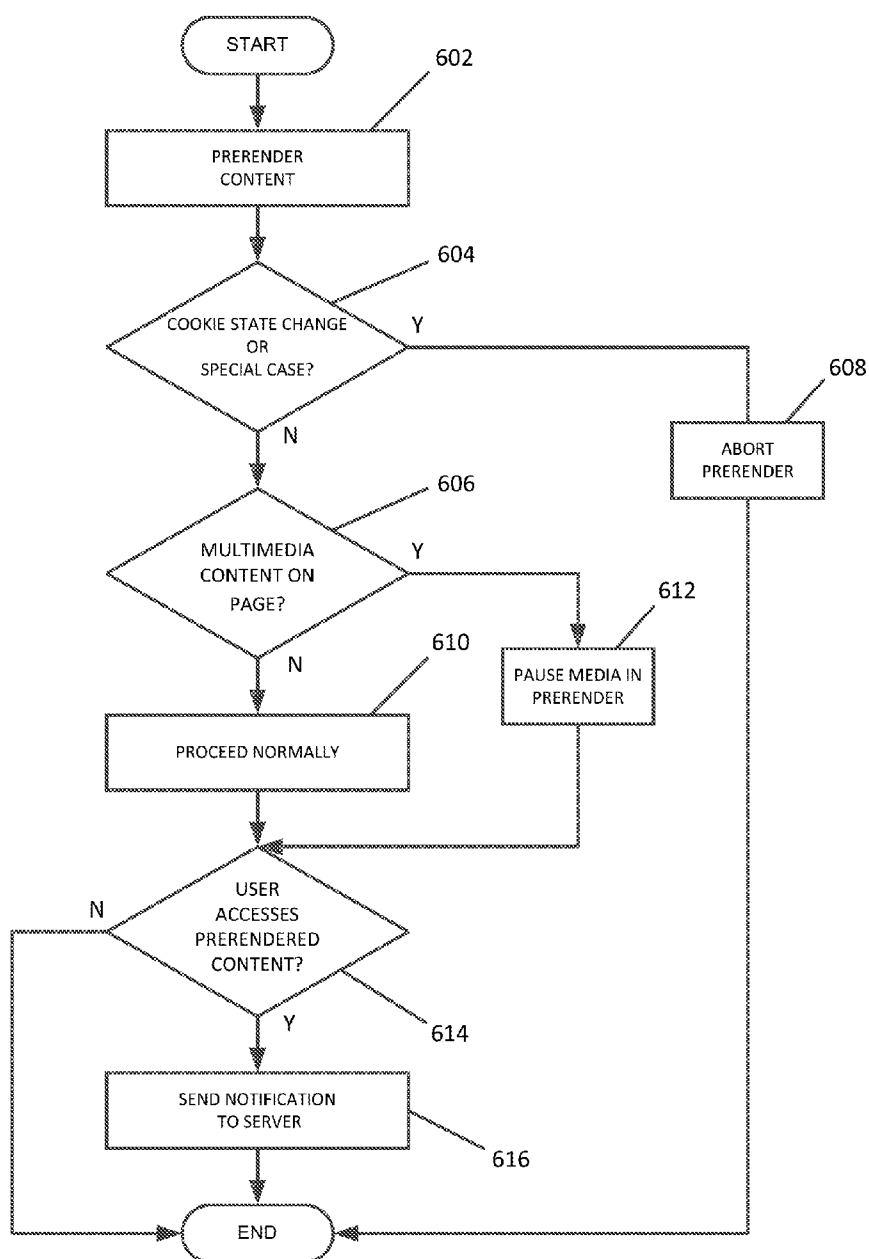 START
602
PRERENDER
CONTENT
604
COOKIE STATE CHANGE
OR
SPECIAL CASE?
Y
608
N
ABORT
PRERENDER
606
MULTIMEDIA
CONTENT ON
PAGE?
Y
612
N
610
PAUSE MEDIA IN
PRERENDER
PROCEED NORMALLY
USER
ACCESSES
PRERENDERED
CONTENT?
N
614
Y
SEND NOTIFICATION
TO SERVER
616
END